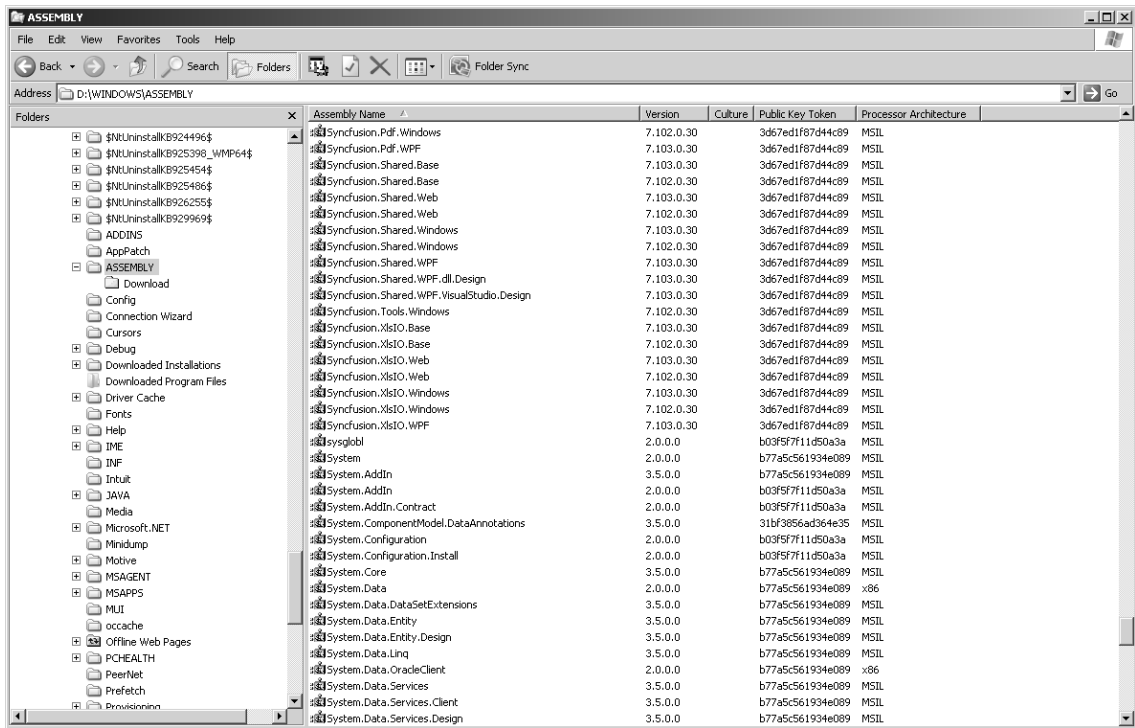 ASSEMBLY
File Edit View Favorites Tools Help
Back Search Folders Folder Sync
Address D:\WINDOWS\ASSEMBLY Go
Folders
$NtUninstallKB924496$
$NtUninstallKB925398_WMP64$
$NtUninstallKB925454$
$NtUninstallKB925486$
$NtUninstallKB926255$
$NtUninstallKB929969$
ADDINS
AppPatch
ASSEMBLY
Download
Config
Connection Wizard
Cursors
Debug
Downloaded Installations
Downloaded Program Files
Driver Cache
Fonts
Help
IME
INF
Intuit
JAVA
Media
Microsoft.NET
Minidump
Motive
MSAGENT
MSAPPS
MUI
occache
Offline Web Pages
PCHEALTH
PeerNet
Prefetch
Provisioning
Assembly Name Version Culture Public Key Token Processor Architecture
Syncfusion.Pdf.Windows 7.102.0.30 3d67ed1f87d44c89 MSIL
Syncfusion.Pdf.WPF 7.103.0.30 3d67ed1f87d44c89 MSIL
Syncfusion.Shared.Base 7.103.0.30 3d67ed1f87d44c89 MSIL
Syncfusion.Shared.Base 7.102.0.30 3d67ed1f87d44c89 MSIL
Syncfusion.Shared.Web 7.103.0.30 3d67ed1f87d44c89 MSIL
Syncfusion.Shared.Web 7.102.0.30 3d67ed1f87d44c89 MSIL
Syncfusion.Shared.Windows 7.103.0.30 3d67ed1f87d44c89 MSIL
Syncfusion.Shared.Windows 7.102.0.30 3d67ed1f87d44c89 MSIL
Syncfusion.Shared.WPF 7.103.0.30 3d67ed1f87d44c89 MSIL
Syncfusion.Shared.WPF.dll.Design 7.103.0.30 3d67ed1f87d44c89 MSIL
Syncfusion.Shared.WPF.VisualStudio.Design 7.103.0.30 3d67ed1f87d44c89 MSIL
Syncfusion.Tools.Windows 7.102.0.30 3d67ed1f87d44c89 MSIL
Syncfusion.XlsIO.Base 7.103.0.30 3d67ed1f87d44c89 MSIL
Syncfusion.XlsIO.Base 7.102.0.30 3d67ed1f87d44c89 MSIL
Syncfusion.XlsIO.Web 7.103.0.30 3d67ed1f87d44c89 MSIL
Syncfusion.XlsIO.Web 7.102.0.30 3d67ed1f87d44c89 MSIL
Syncfusion.XlsIO.Windows 7.103.0.30 3d67ed1f87d44c89 MSIL
Syncfusion.XlsIO.Windows 7.102.0.30 3d67ed1f87d44c89 MSIL
Syncfusion.XlsIO.WPF 7.103.0.30 3d67ed1f87d44c89 MSIL
sysglobl 2.0.0.0 b03f5f7f11d50a3a MSIL
System 2.0.0.0 b77a5c561934e089 MSIL
System.AddIn 3.5.0.0 b77a5c561934e089 MSIL
System.AddIn 2.0.0.0 b03f5f7f11d50a3a MSIL
System.AddIn.Contract 2.0.0.0 b03f5f7f11d50a3a MSIL
System.ComponentModel.DataAnnotations 3.5.0.0 31bf3856ad364e35 MSIL
System.Configuration 2.0.0.0 b03f5f7f11d50a3a MSIL
System.Configuration.Install 2.0.0.0 b03f5f7f11d50a3a MSIL
System.Core 3.5.0.0 b77a5c561934e089 MSIL
System.Data 2.0.0.0 b77a5c561934e089 x86
System.Data.DataSetExtensions 3.5.0.0 b77a5c561934e089 MSIL
System.Data.Entity 3.5.0.0 b77a5c561934e089 MSIL
System.Data.Entity.Design 3.5.0.0 b77a5c561934e089 MSIL
System.Data.Linq 3.5.0.0 b77a5c561934e089 MSIL
System.Data.OracleClient 2.0.0.0 b77a5c561934e089 x86
System.Data.Services 3.5.0.0 b77a5c561934e089 MSIL
System.Data.Services.Client 3.5.0.0 b77a5c561934e089 MSIL
System.Data.Services.Design 3.5.0.0 b77a5c561934e089 MSIL